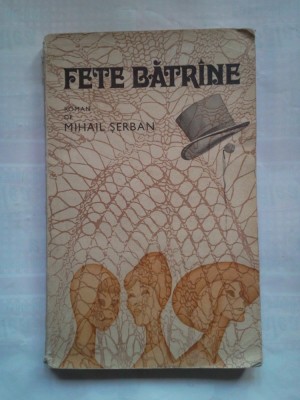 FETE BĂTRÎNE
ROMAN
DE
MIHAIL ȘERBAN